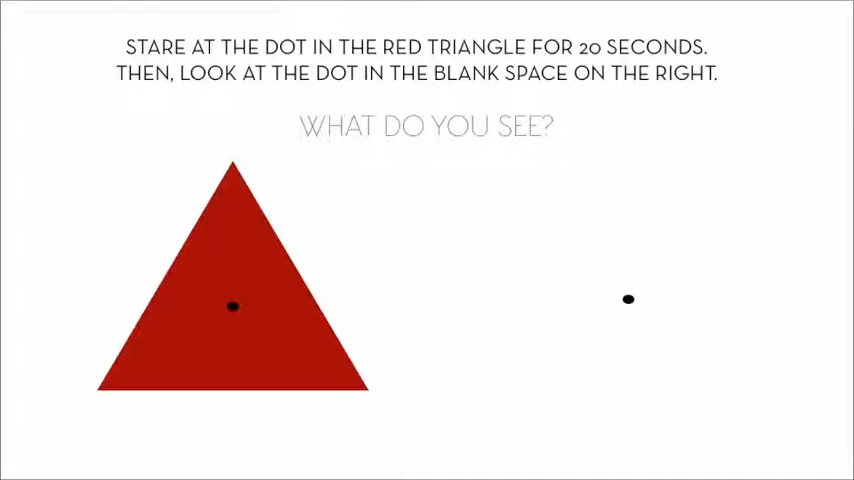 STARE AT THE DOT IN THE RED TRIANGLE FOR 20 SECONDS.
THEN, LOOK AT THE DOT IN THE BLANK SPACE ON THE RIGHT.
WHAT DO YOU SEE?